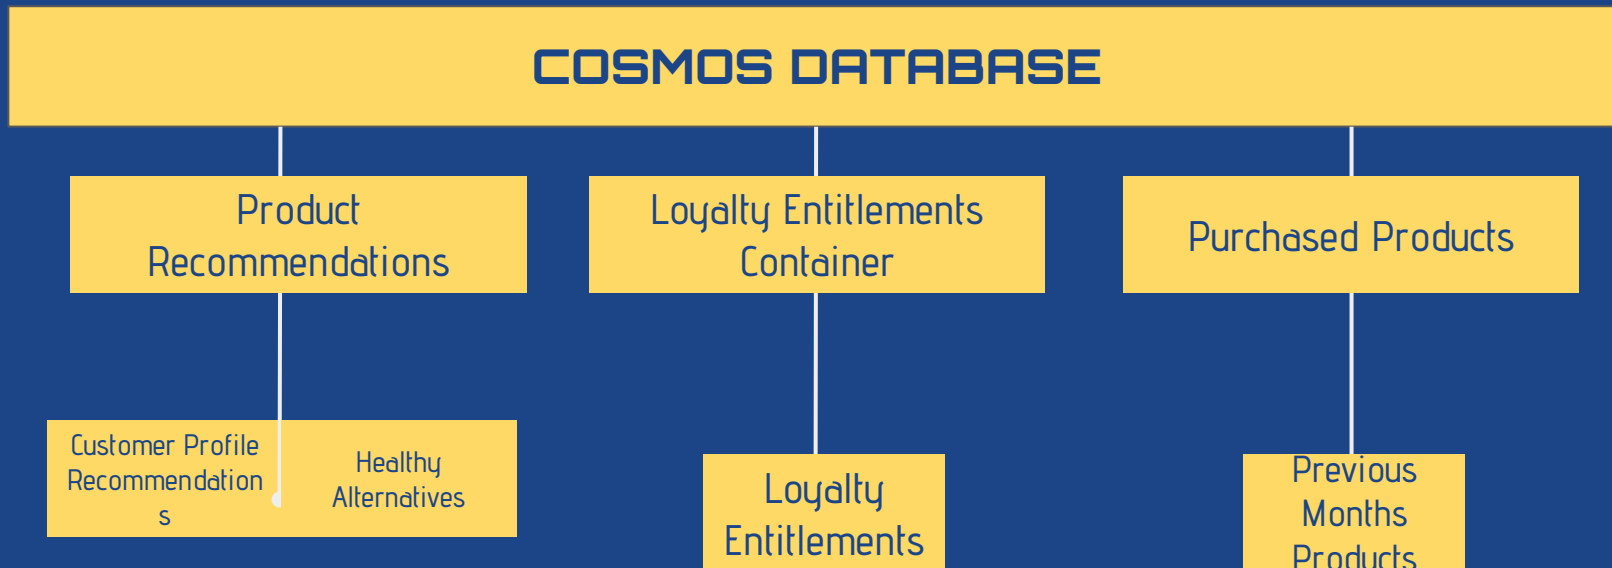 COSMOS DATABASE
Product
Recommendations
Loyalty Entitlements
Container
Purchased Products
Customer Profile
Recommendation
s
Healthy
Alternatives
Loyalty
Entitlements
Previous
Months
Products